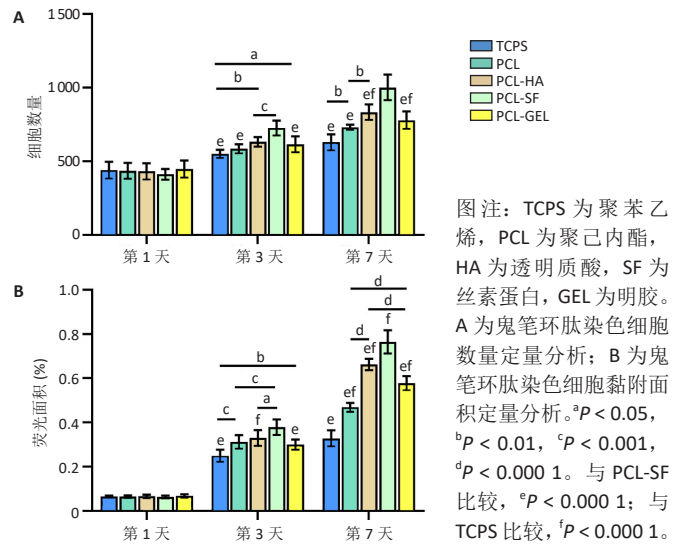 A
细胞数量
1 500
1 000
500
0
a
b
c
e
e
e
e
b
b
e
e
ef
ef
第 1 天
第 3 天
第 7 天
TCPS
PCL
PCL-HA
PCL-SF
PCL-GEL
B
荧光面积 (%)
1.0
0.8
0.6
0.4
0.2
0
b
c
c
a
e
f
e
d
d
d
e
e
ef
f
ef
第 1 天
第 3 天
第 7 天
图注：TCPS 为聚苯乙
烯，PCL 为聚己内酯，
HA 为透明质酸，SF 为
丝素蛋白，GEL 为明胶。
A 为鬼笔环肽染色细胞
数量定量分析；B 为鬼
笔环肽染色细胞黏附面
积定量分析。ᵃP < 0.05，
ᵇP < 0.01，ᶜP < 0.001，
ᵈP < 0.000 1。与 PCL-SF
比较，ᵉP < 0.000 1；与
TCPS 比较，ᶠP < 0.000 1。